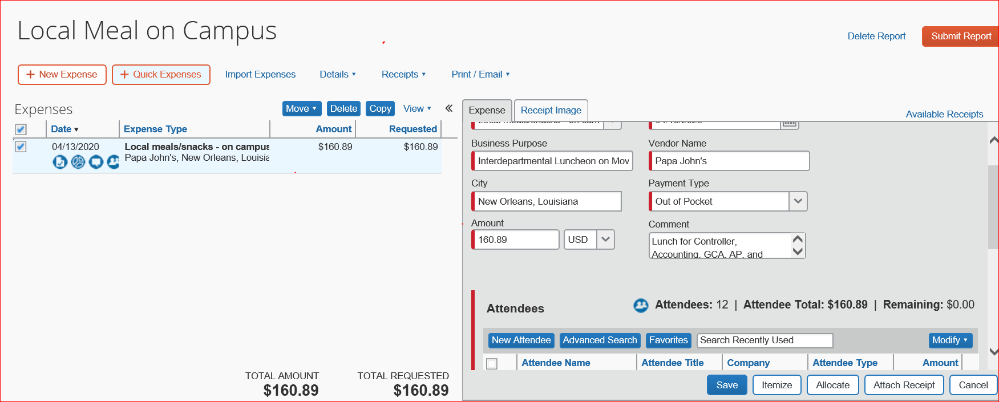 Local Meal on Campus
Delete Report
Submit Report
+ New Expense
+ Quick Expenses
Import Expenses
Details
Receipts
Print / Email
Expenses
Move
Delete
Copy
View
Expense
Receipt Image
Available Receipts
Date
Expense Type
Amount
Requested
04/13/2020
Local meals/snacks - on campus
$160.89
$160.89
Papa John's, New Orleans, Louisia
Business Purpose
Vendor Name
Interdepartmental Luncheon on Mov
Papa John's
City
Payment Type
New Orleans, Louisiana
Out of Pocket
Amount
Comment
160.89
USD
Lunch for Controller,
Accounting, GCA, AP, and
Attendees
Attendees: 12 | Attendee Total: $160.89 | Remaining: $0.00
New Attendee
Advanced Search
Favorites
Search Recently Used
Modify
Attendee Name
Attendee Title
Company
Attendee Type
Amount
TOTAL AMOUNT
$160.89
TOTAL REQUESTED
$160.89
Save
Itemize
Allocate
Attach Receipt
Cancel